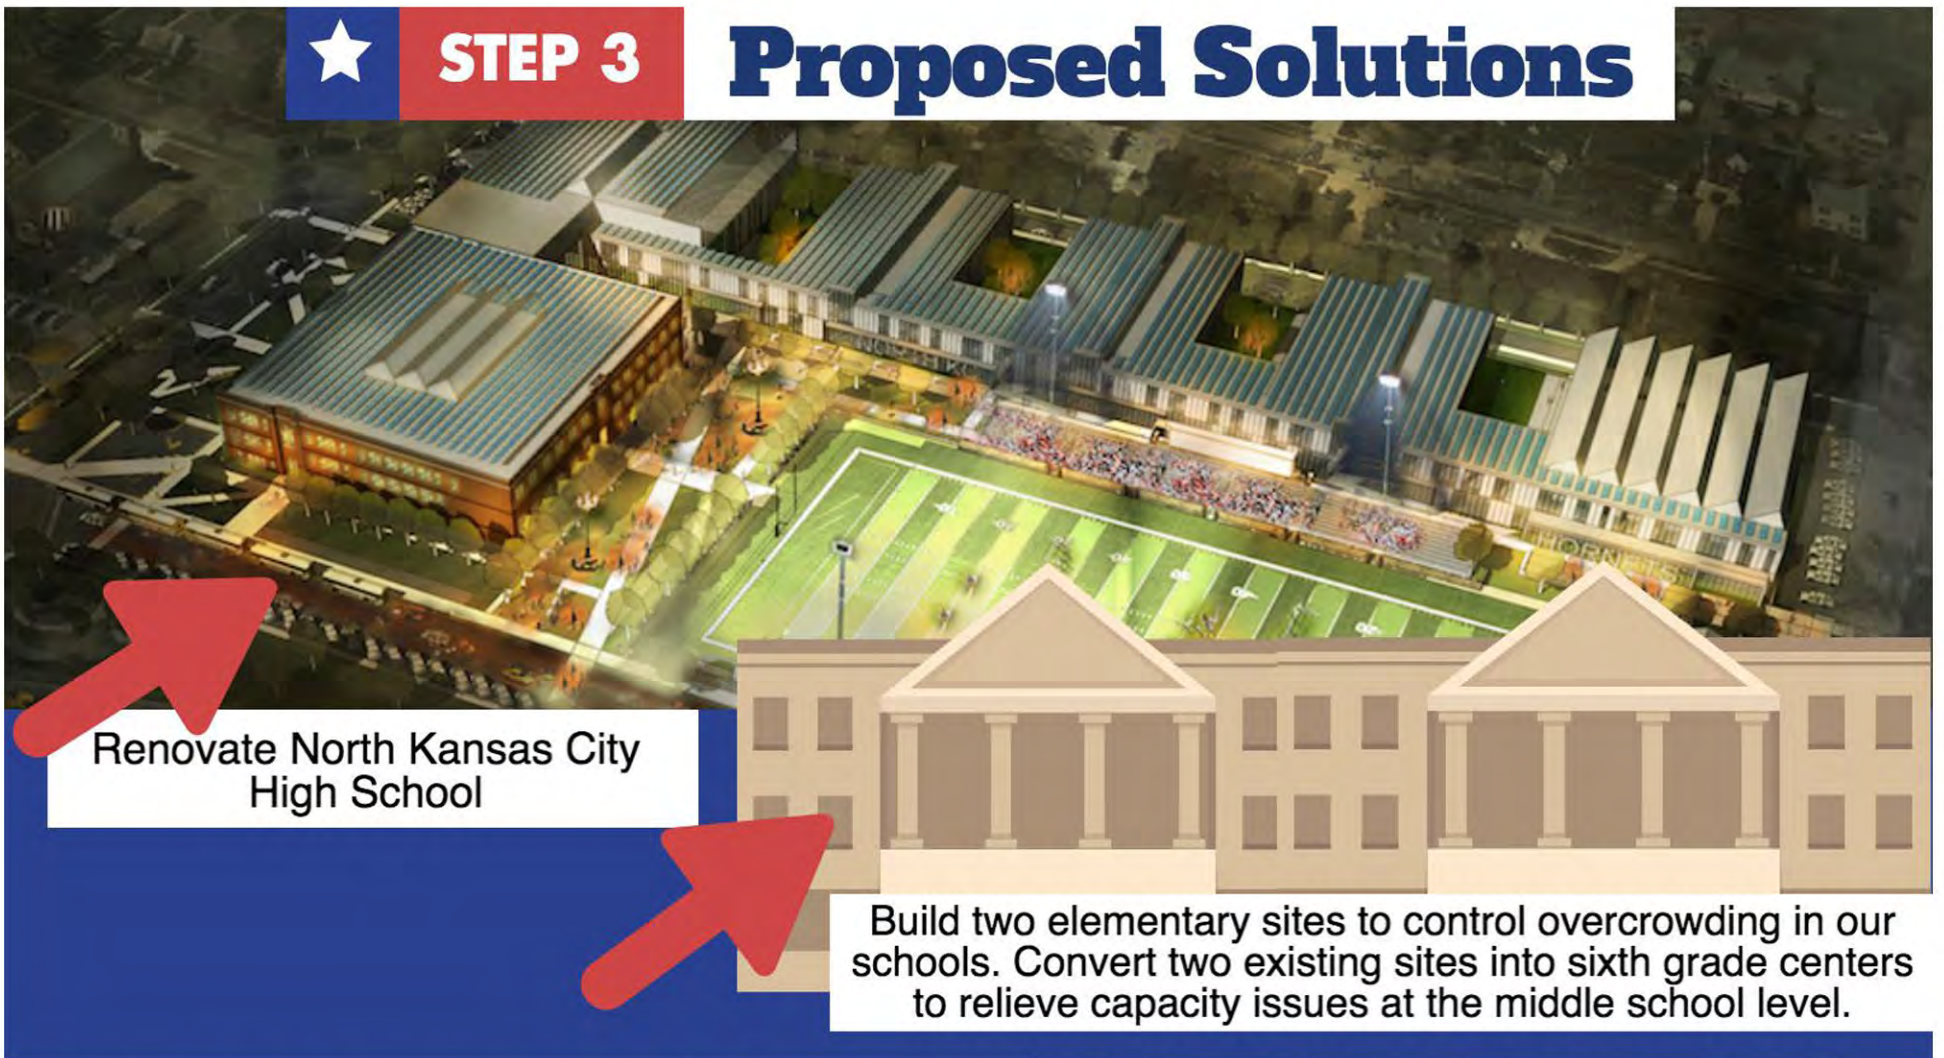 STEP 3
Proposed Solutions
HORNETS
Renovate North Kansas City
High School
Build two elementary sites to control overcrowding in our
schools. Convert two existing sites into sixth grade centers
to relieve capacity issues at the middle school level.